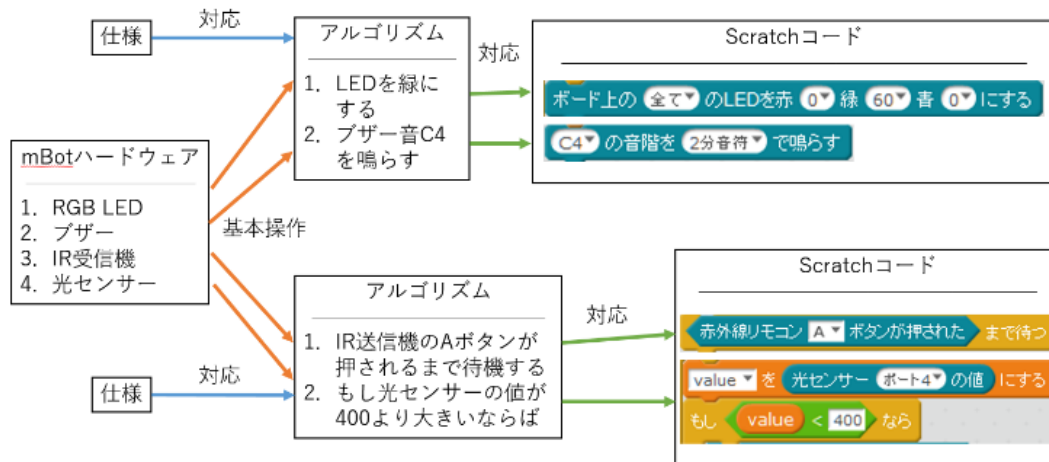 仕様
対応
アルゴリズム
1. LEDを緑に
する
2. ブザー音C4
を鳴らす
対応
Scratchコード
ボード上の 全て のLEDを赤 0 緑 60 青 0 にする
C4 の音階を 2分音符 で鳴らす
mBotハードウェア
1. RGB LED
2. ブザー
3. IR受信機
4. 光センサー
基本操作
仕様
対応
アルゴリズム
1. IR送信機のAボタンが
押されるまで待機する
2. もし光センサーの値が
400より大きいならば
対応
Scratchコード
赤外線リモコン A ボタンが押された まで待つ
value を 光センサー ポート4 の値 にする
もし value < 400 なら